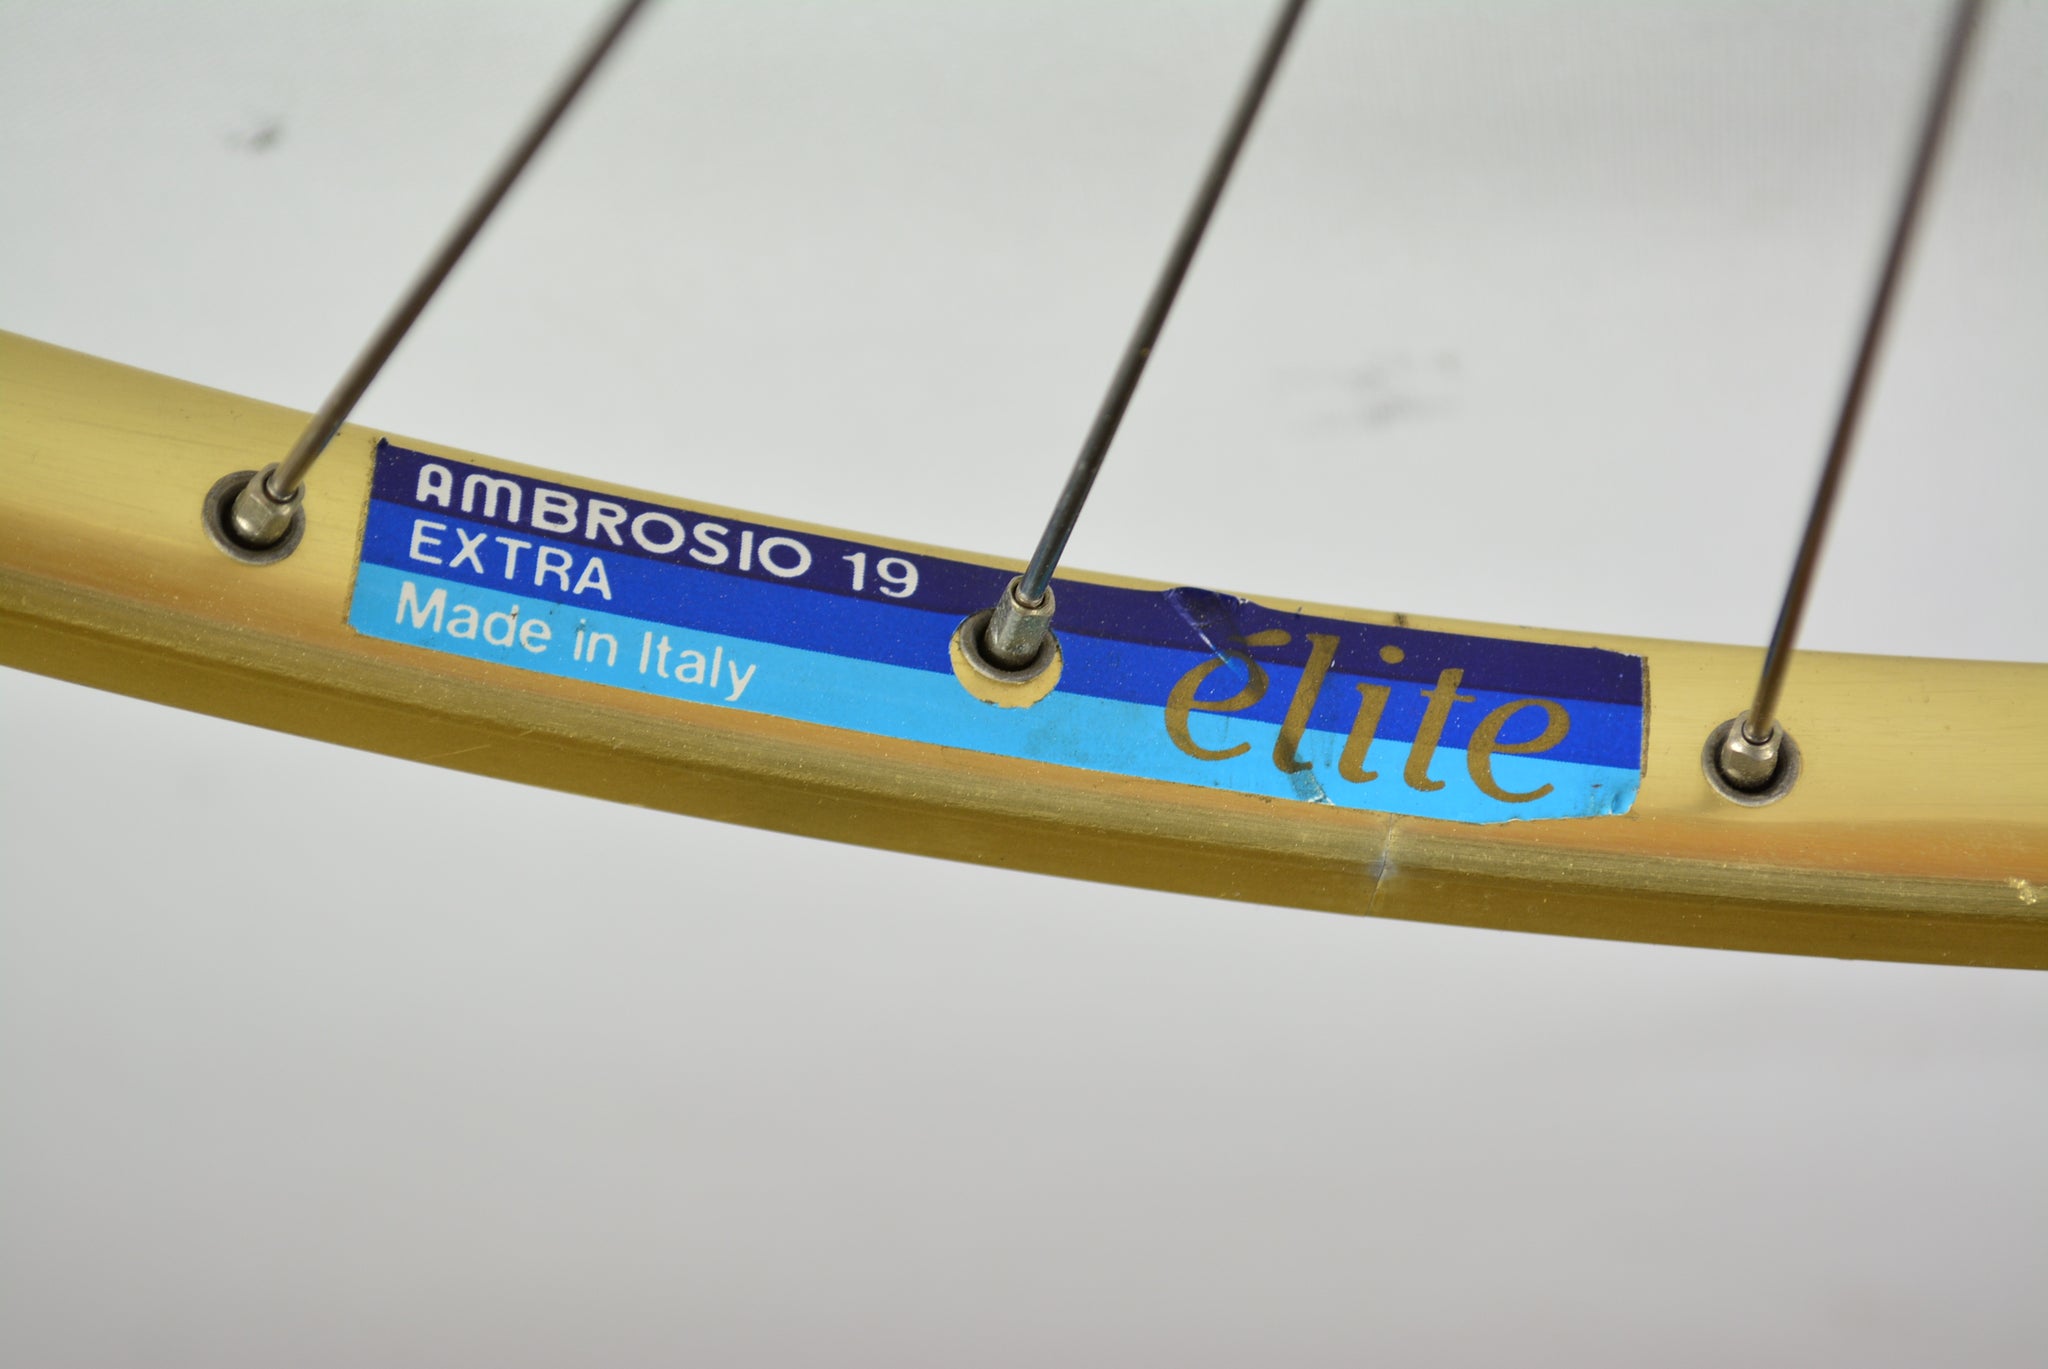 AMBROSIO 19
EXTRA
Made in Italy
élite